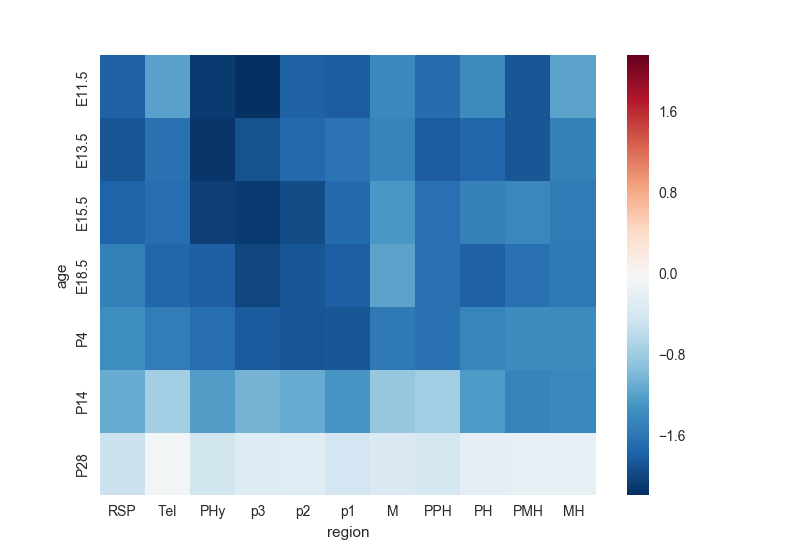 age
E11.5
E13.5
E15.5
E18.5
P4
P14
P28
RSP Tel PHy p3 p2 p1 M PPH PH PMH MH
region
1.6
0.8
0.0
−0.8
−1.6